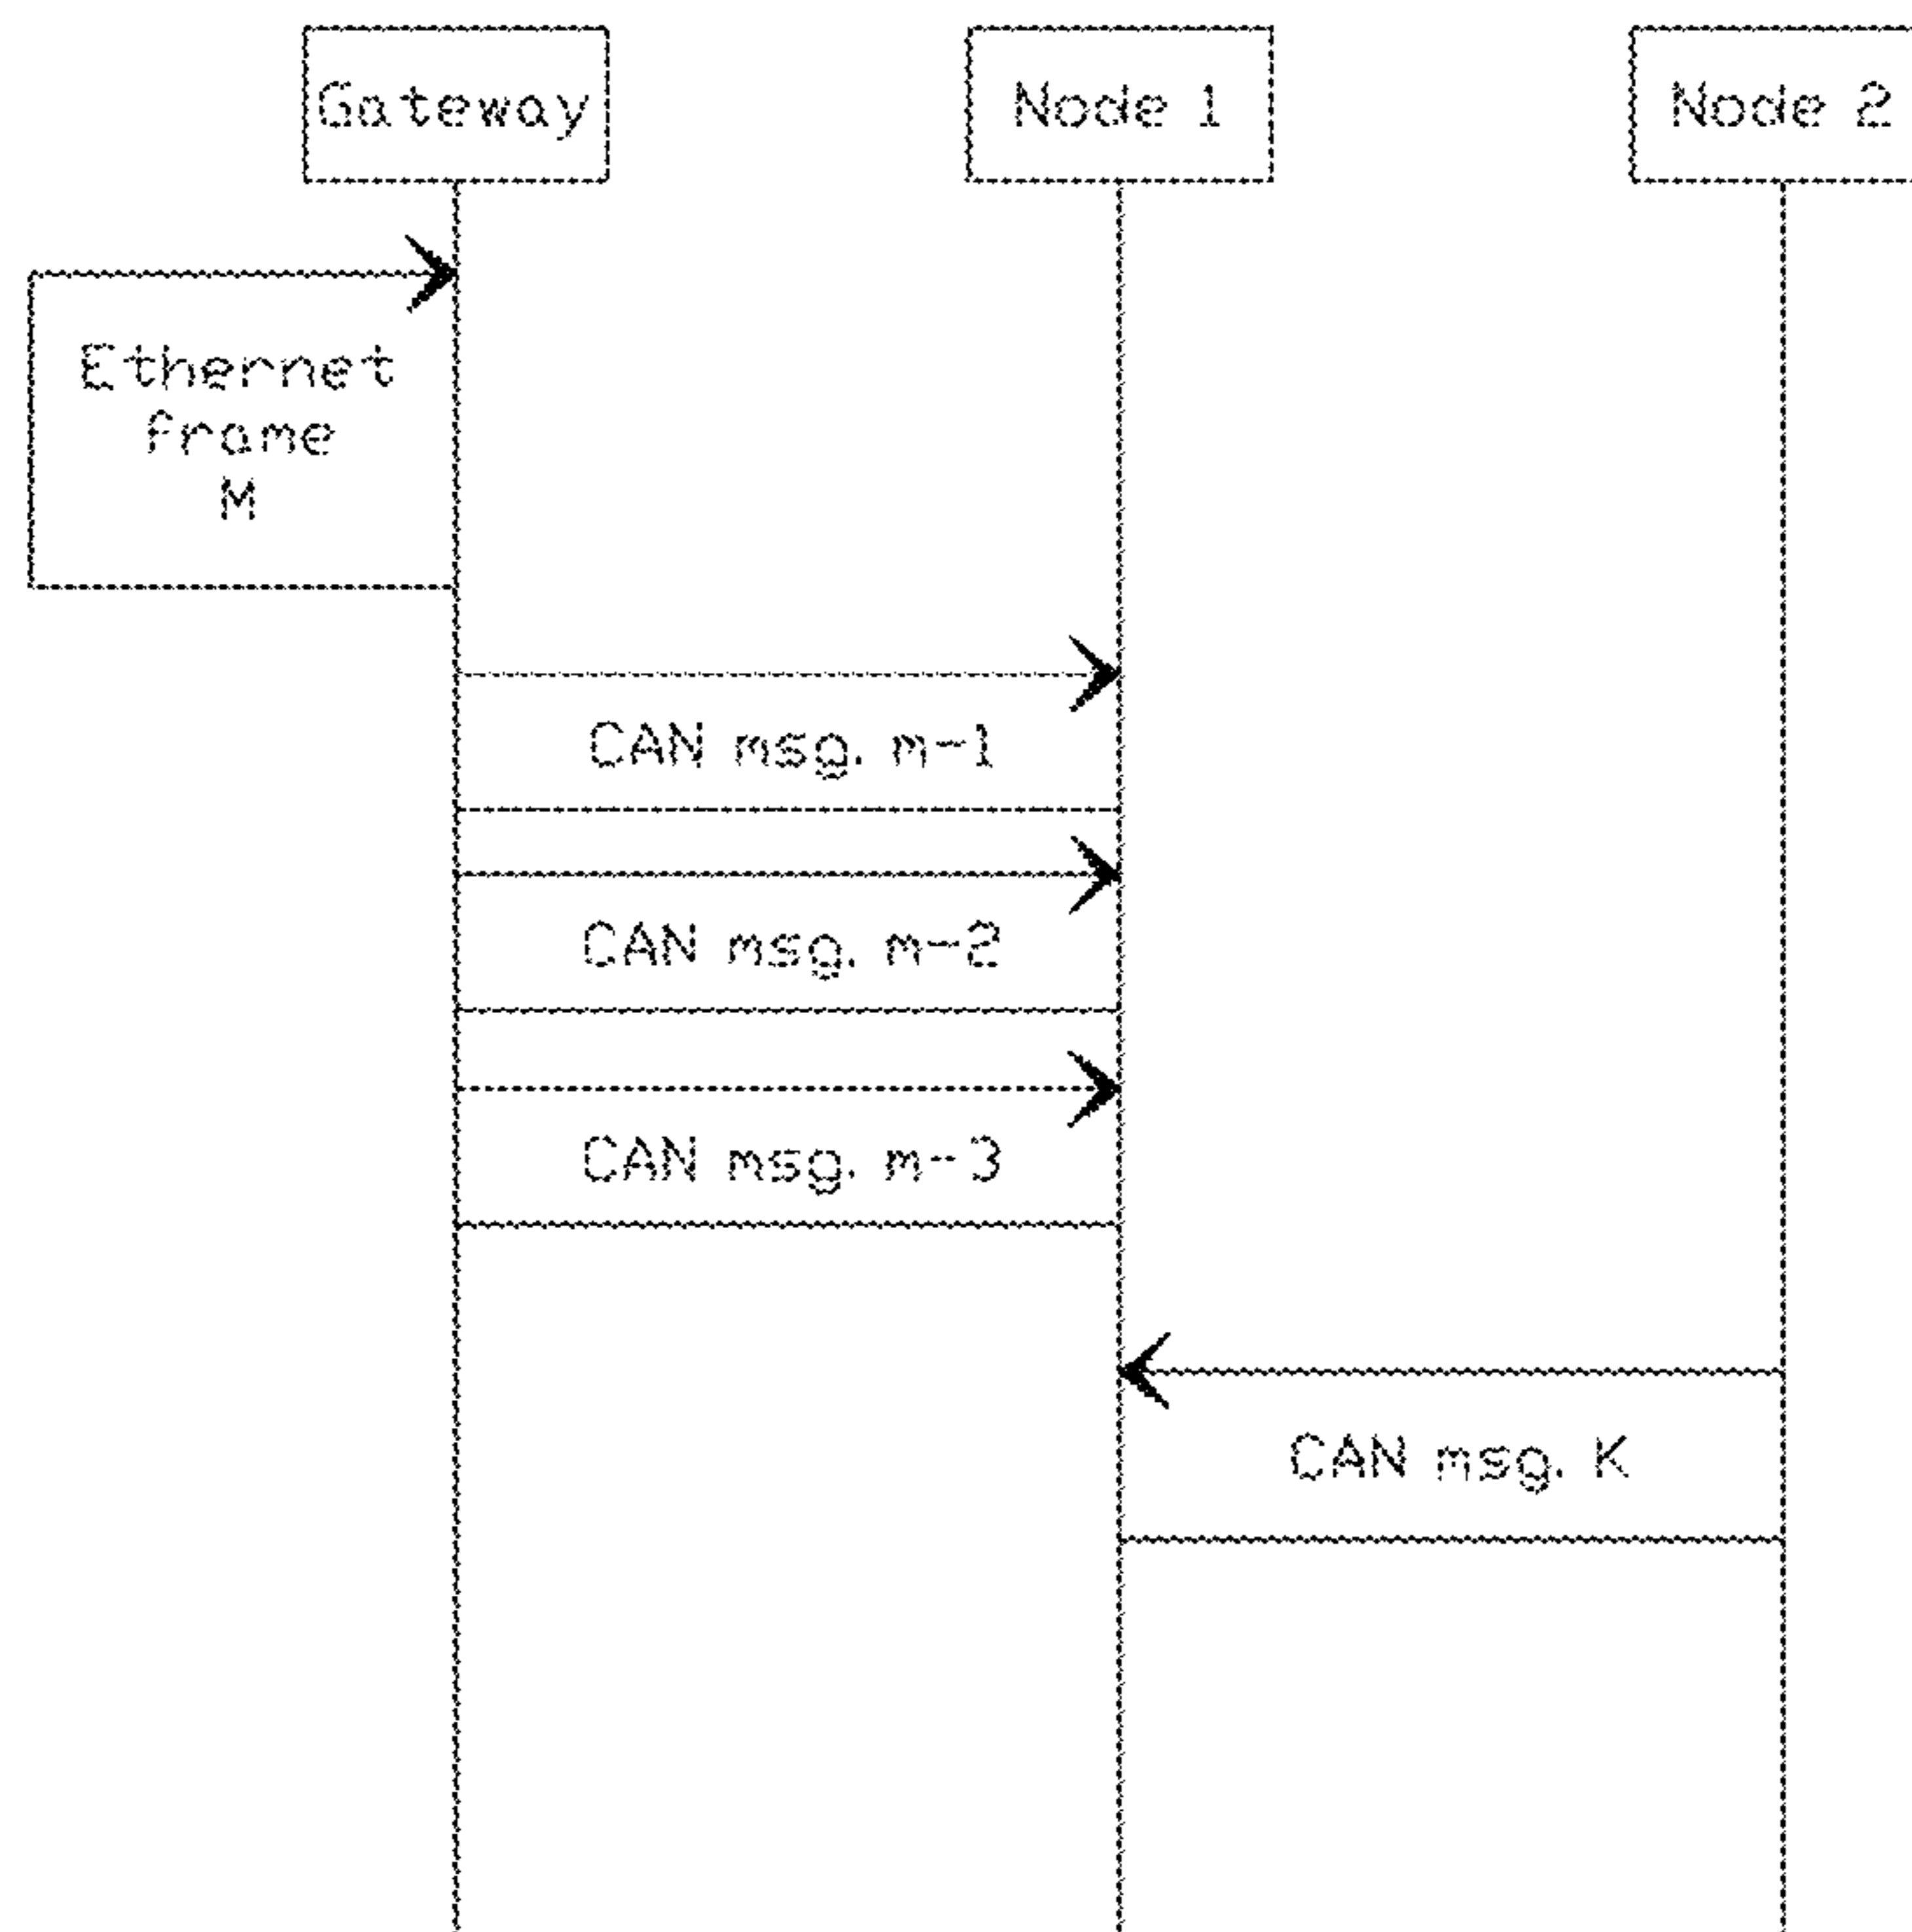 Gateway
Node 1
Node 2
Ethernet
frame
M
CAN msg. m-1
CAN msg. m-2
CAN msg. m-3
CAN msg. K